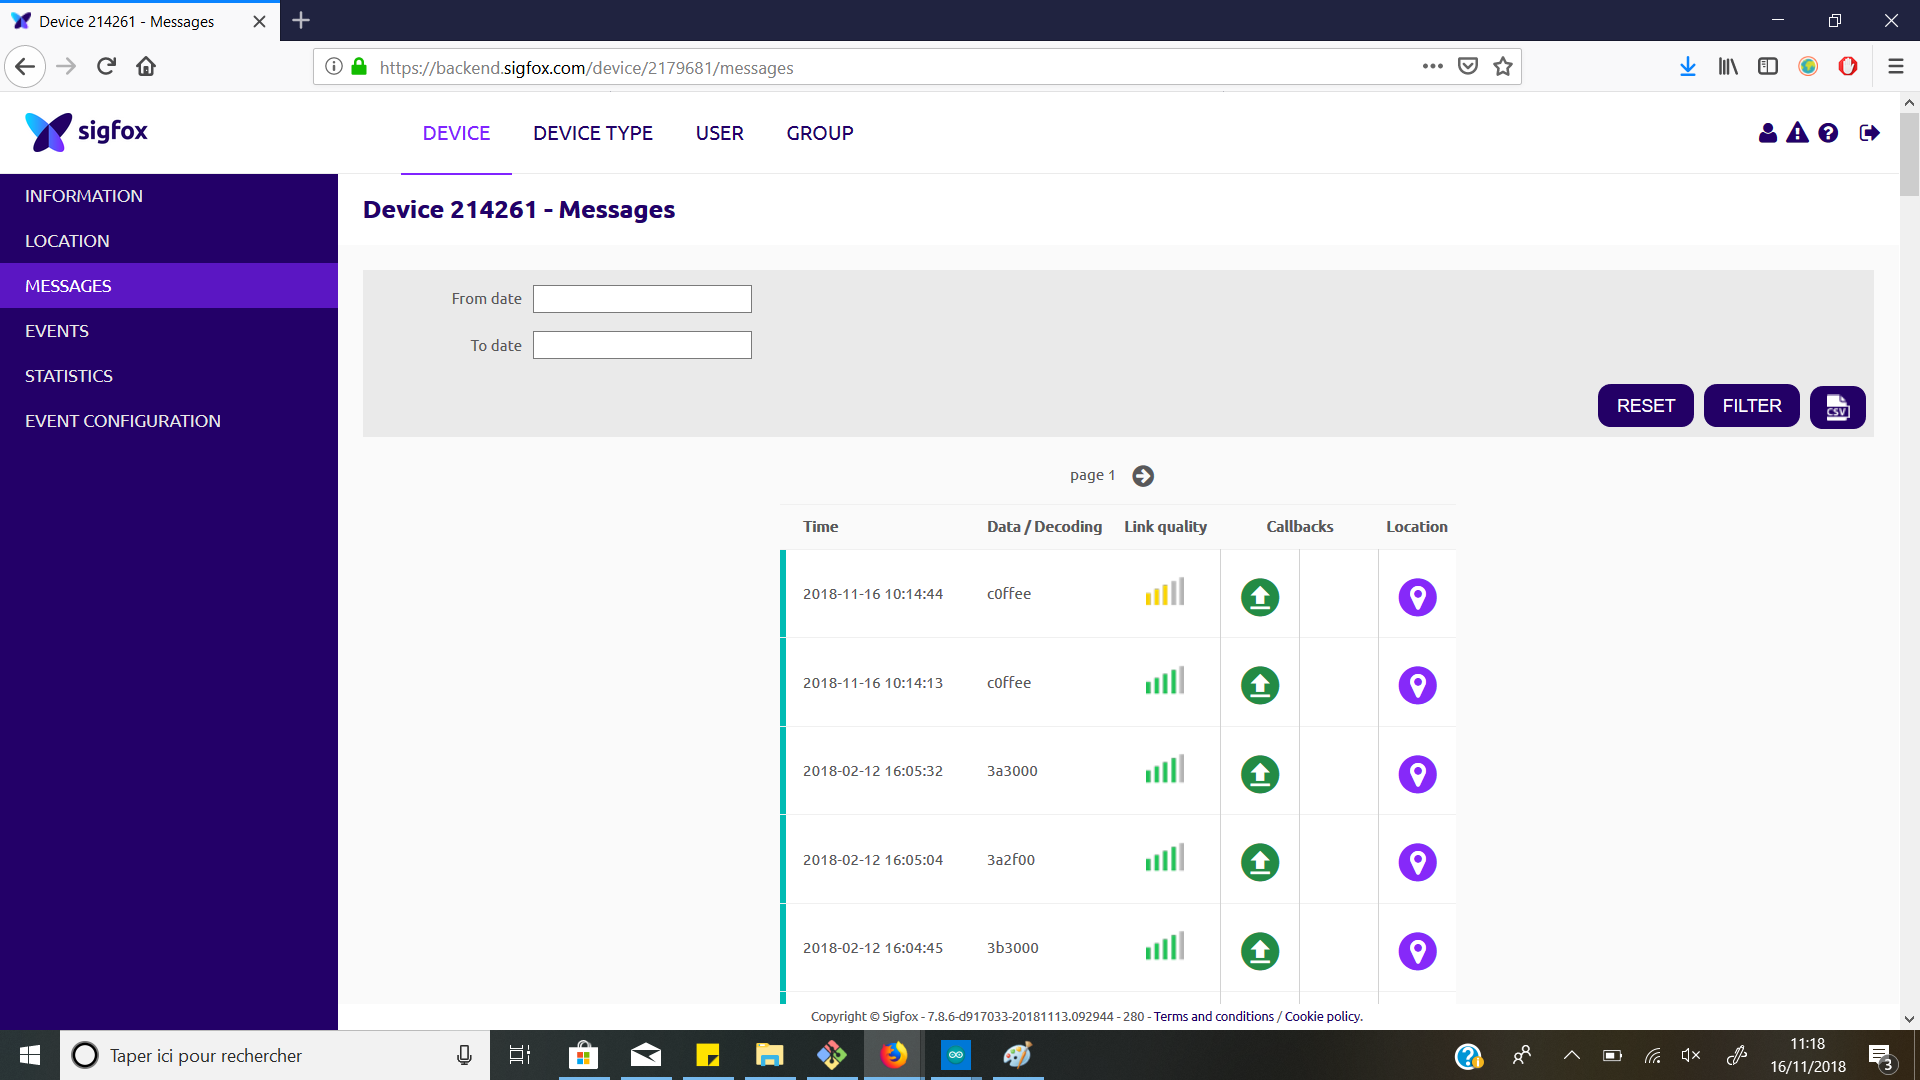 Device 214261 - Messages
https://backend.sigfox.com/device/2179681/messages
sigfox
DEVICE
DEVICE TYPE
USER
GROUP
INFORMATION
LOCATION
MESSAGES
EVENTS
STATISTICS
EVENT CONFIGURATION
Device 214261 - Messages
From date
To date
RESET
FILTER
CSV
page 1
Time Data / Decoding Link quality Callbacks Location
2018-11-16 10:14:44 c0ffee
2018-11-16 10:14:13 c0ffee
2018-02-12 16:05:32 3a3000
2018-02-12 16:05:04 3a2f00
2018-02-12 16:04:45 3b3000
Copyright © Sigfox - 7.8.6-d917033-20181113.092944 - 280 - Terms and conditions / Cookie policy.
Taper ici pour rechercher
11:18
16/11/2018
3